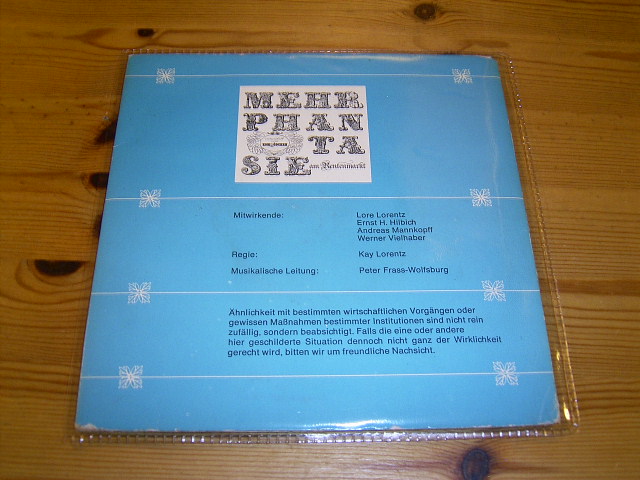 MEHR
PHAN
TA
SIE am Rentenmarkt
Mitwirkende: Lore Lorentz
Ernst H. Hilbich
Andreas Mannkopff
Werner Vielhaber
Regie: Kay Lorentz
Musikalische Leitung: Peter Frass-Wolfsburg
Ähnlichkeit mit bestimmten wirtschaftlichen Vorgängen oder
gewissen Maßnahmen bestimmter Institutionen sind nicht rein
zufällig, sondern beabsichtigt. Falls die eine oder andere
hier geschilderte Situation dennoch nicht ganz der Wirklichkeit
gerecht wird, bitten wir um freundliche Nachsicht.